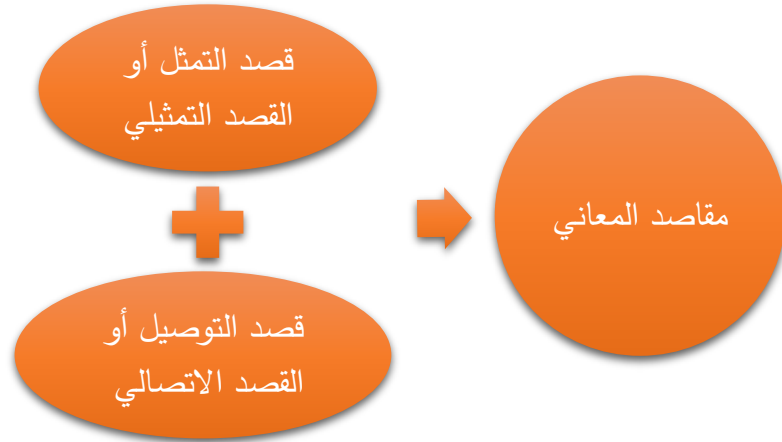 قصد التمثل أو
القصد التمثيلي
قصد التوصيل أو
القصد الاتصالي
مقاصد المعاني